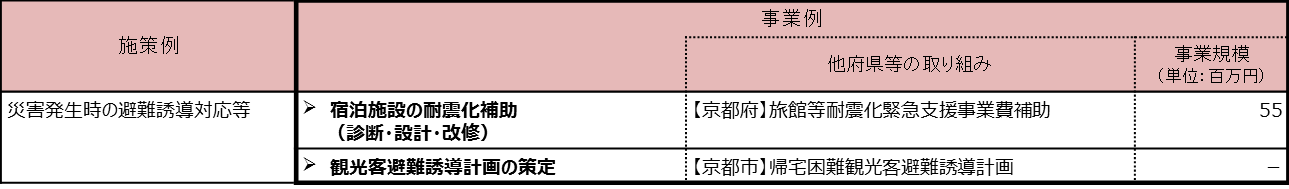 施策例
事業例
他府県等の取り組み
事業規模
（単位：百万円）
災害発生時の避難誘導対応等
➢ 宿泊施設の耐震化補助
（診断・設計・改修）
【京都府】旅館等耐震化緊急支援事業費補助
55
➢ 観光客避難誘導計画の策定
【京都市】帰宅困難観光客避難誘導計画
－